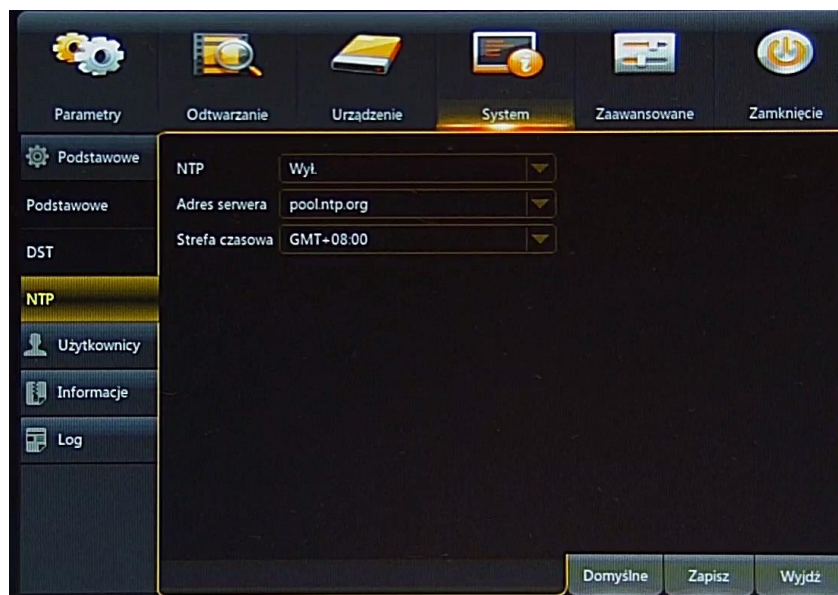 Parametry
Odtwarzanie
Urządzenie
System
Zaawansowane
Zamknięcie
Podstawowe
Podstawowe
DST
NTP
Użytkownicy
Informacje
Log
NTP Wył.
Adres serwera pool.ntp.org
Strefa czasowa GMT+08:00
Domyślne
Zapisz
Wyjdź